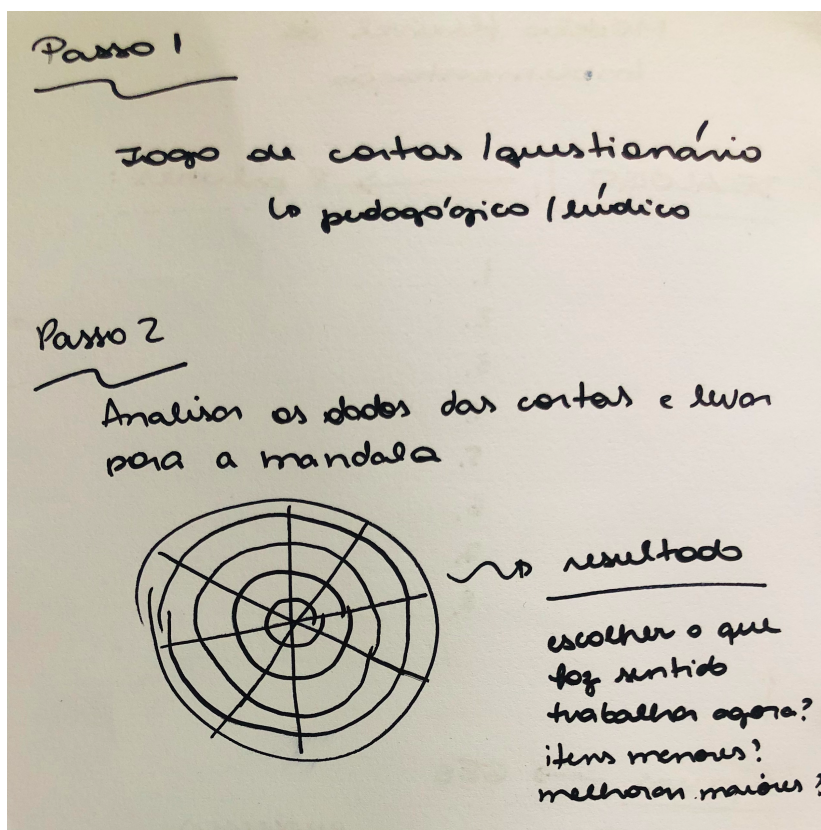 Passo 1
Jogo de cartas / questionário
↳ pedagógico / lúdico
Passo 2
Analisar os dados das cartas e levar
para a mandala
resultado
escolher o que
faz sentido
trabalhar agora?
itens menores?
melhorar maiores?